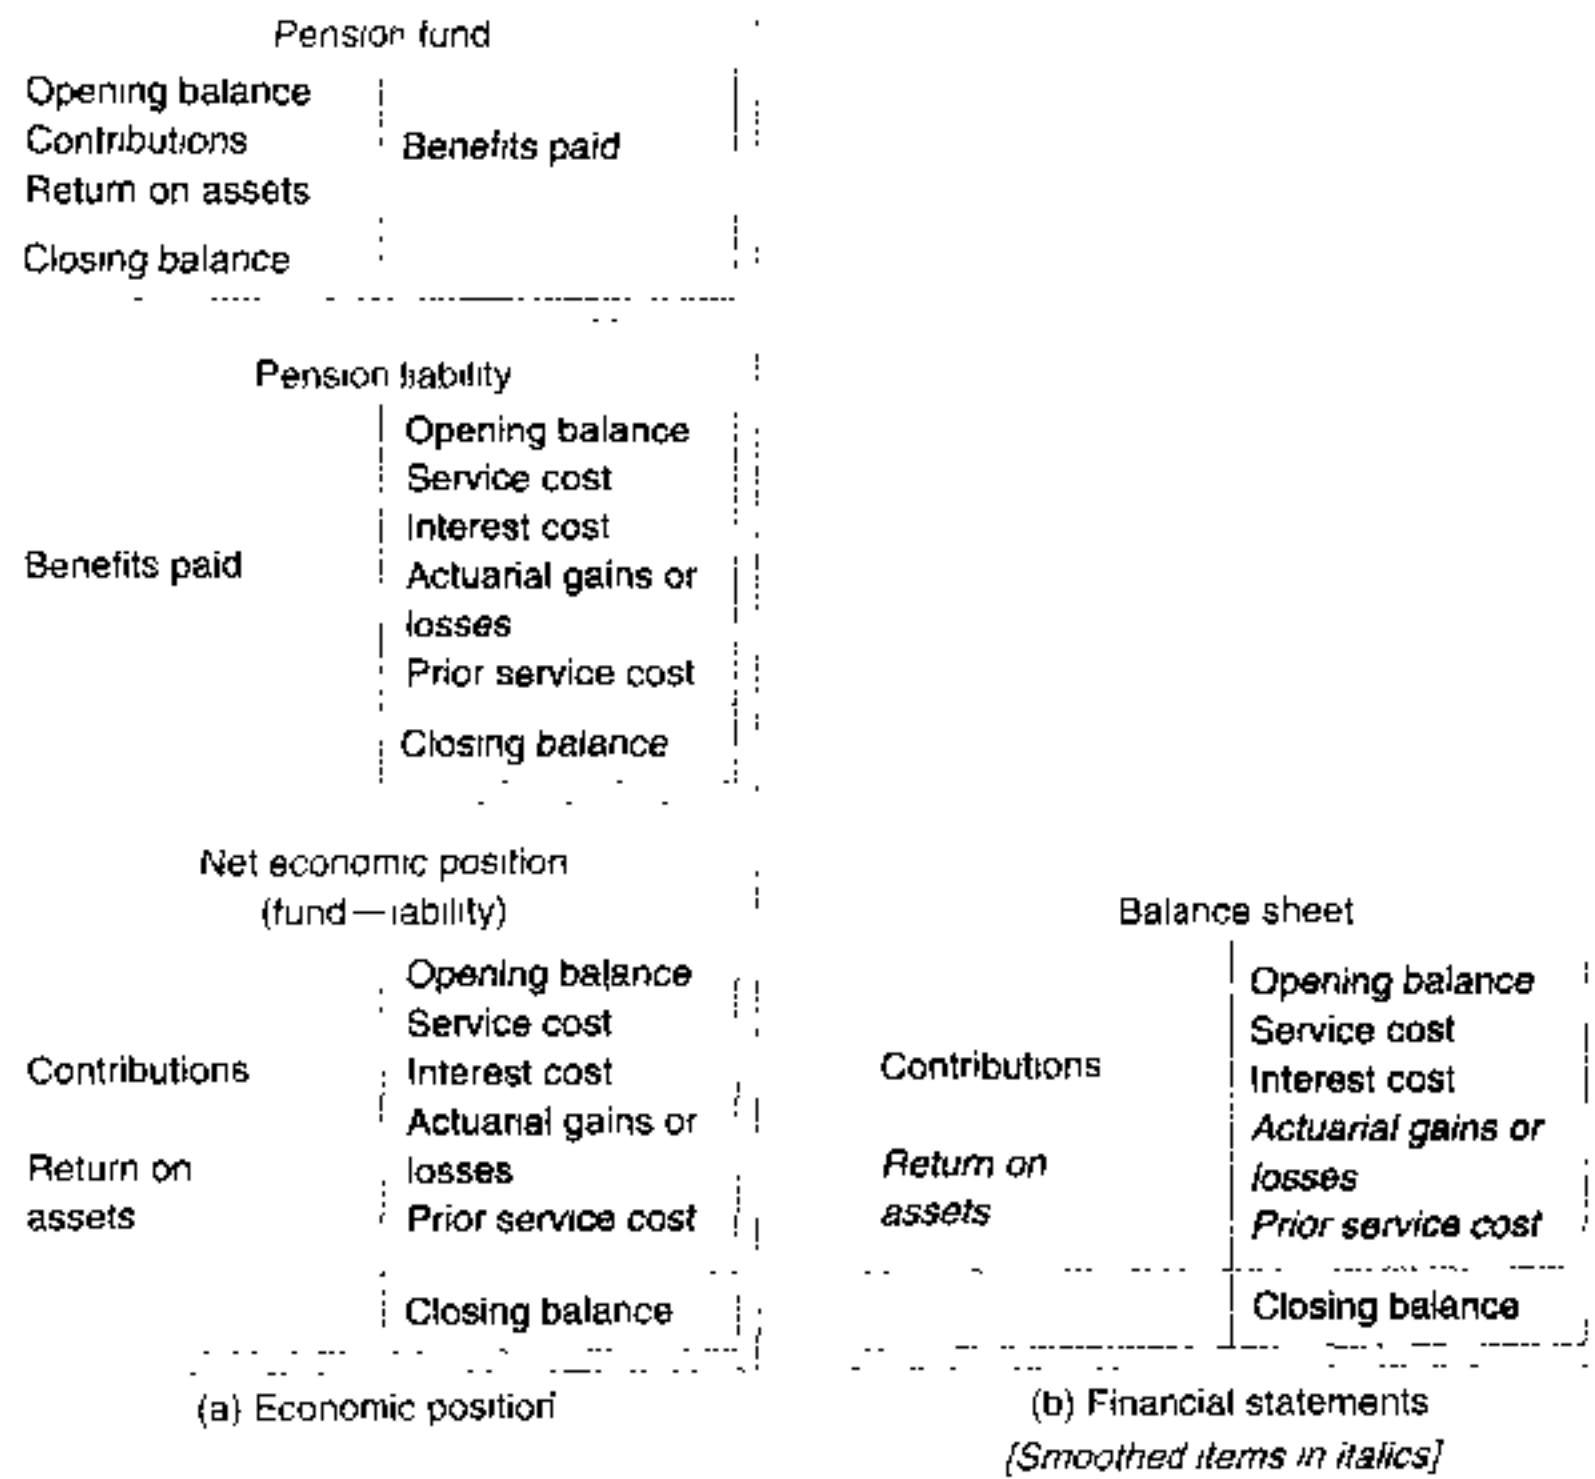 Pension fund
Opening balance
Contributions
Benefits paid
Return on assets
Closing balance
Pension liability
Opening balance
Service cost
Interest cost
Benefits paid
Actuarial gains or
losses
Prior service cost
Closing balance
Net economic position
(fund—liability)
Opening balance
Service cost
Contributions
Interest cost
Actuarial gains or
Return on
losses
assets
Prior service cost
Closing balance
(a) Economic position
Balance sheet
Opening balance
Service cost
Contributions
Interest cost
Actuarial gains or
Return on
losses
assets
Prior service cost
Closing balance
(b) Financial statements
[Smoothed items in italics]